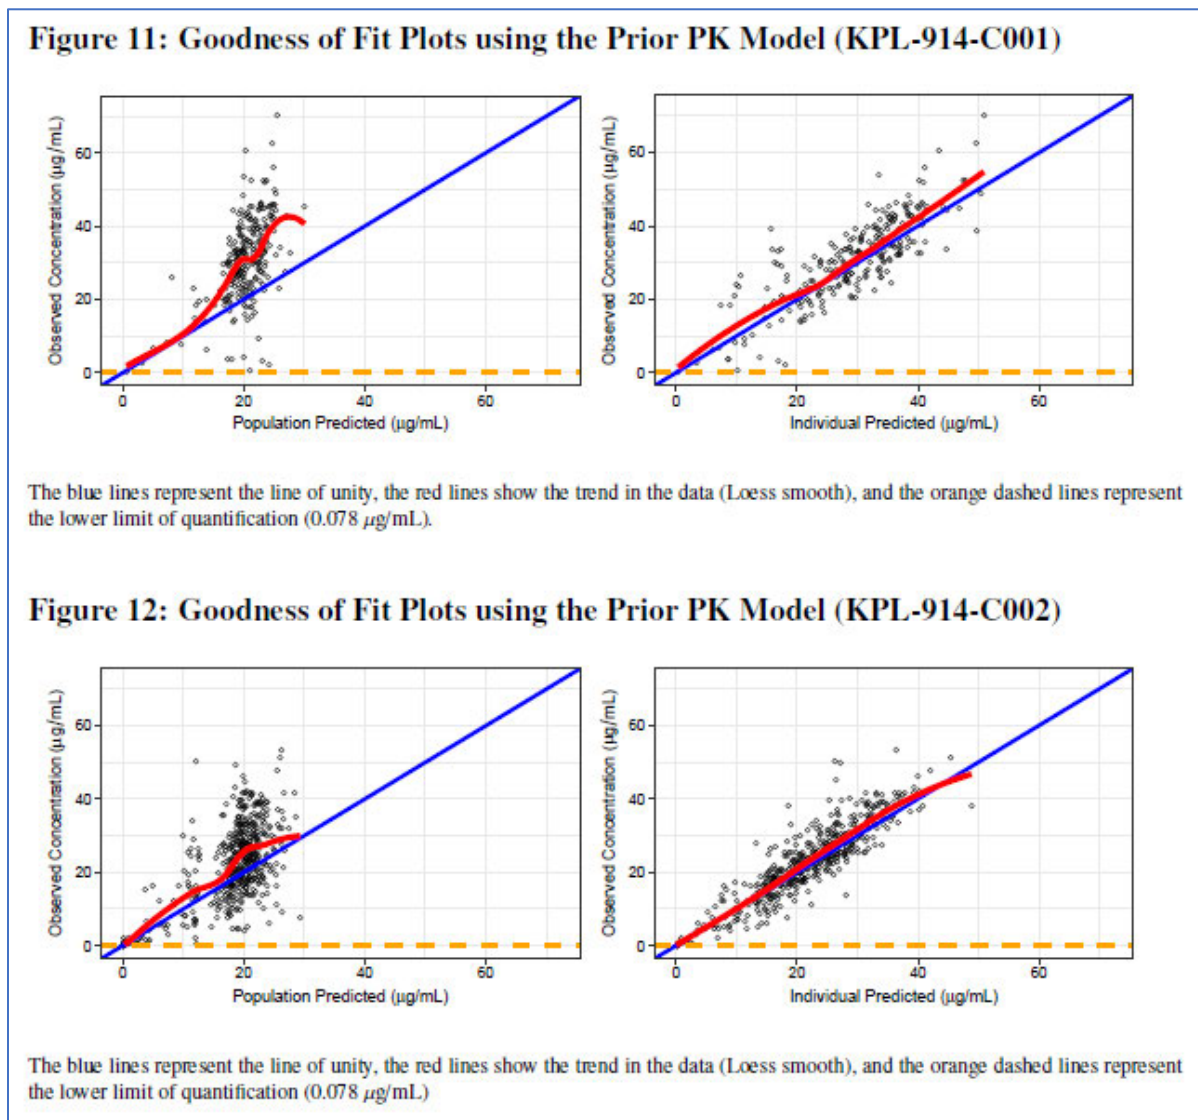 Figure 11: Goodness of Fit Plots using the Prior PK Model (KPL-914-C001)
Observed Concentration (µg/mL)
60
40
20
0
0 20 40 60
Population Predicted (µg/mL)
Observed Concentration (µg/mL)
60
40
20
0
0 20 40 60
Individual Predicted (µg/mL)
The blue lines represent the line of unity, the red lines show the trend in the data (Loess smooth), and the orange dashed lines represent
the lower limit of quantification (0.078 µg/mL).
Figure 12: Goodness of Fit Plots using the Prior PK Model (KPL-914-C002)
Observed Concentration (µg/mL)
60
40
20
0
0 20 40 60
Population Predicted (µg/mL)
Observed Concentration (µg/mL)
60
40
20
0
0 20 40 60
Individual Predicted (µg/mL)
The blue lines represent the line of unity, the red lines show the trend in the data (Loess smooth), and the orange dashed lines represent
the lower limit of quantification (0.078 µg/mL)